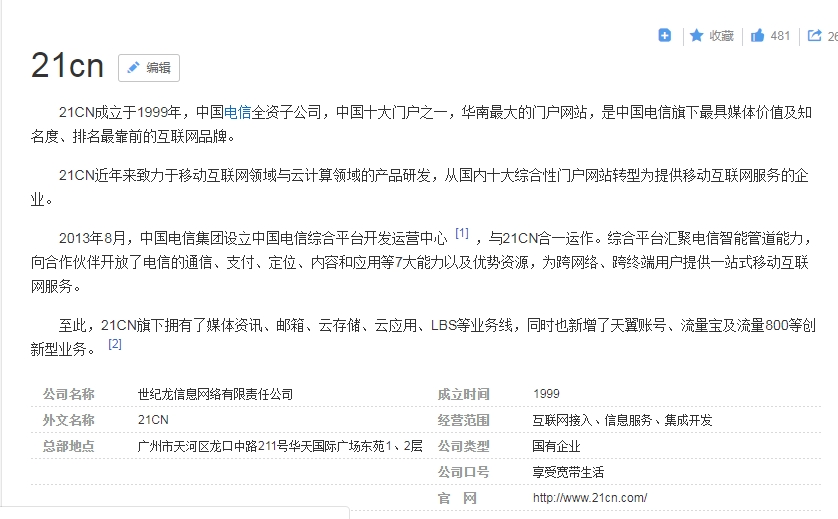 收藏 481 26
21cn 编辑
21CN成立于1999年，中国电信全资子公司，中国十大门户之一，华南最大的门户网站，是中国电信旗下最具媒体价值及知
名度、排名最靠前的互联网品牌。
21CN近年来致力于移动互联网领域与云计算领域的产品研发，从国内十大综合性门户网站转型为提供移动互联网服务的企
业。
2013年8月，中国电信集团设立中国电信综合平台开发运营中心 [1] ，与21CN合一运作。综合平台汇聚电信智能管道能力，
向合作伙伴开放了电信的通信、支付、定位、内容和应用等7大能力以及优势资源，为跨网络、跨终端用户提供一站式移动互联
网服务。
至此，21CN旗下拥有了媒体资讯、邮箱、云存储、云应用、LBS等业务线，同时也新增了天翼账号、流量宝及流量800等创
新型业务。 [2]
公司名称 世纪龙信息网络有限责任公司 成立时间 1999
外文名称 21CN 经营范围 互联网接入、信息服务、集成开发
总部地点 广州市天河区龙口中路211号华天国际广场东苑1、2层 公司类型 国有企业
公司口号 享受宽带生活
官 网 http://www.21cn.com/